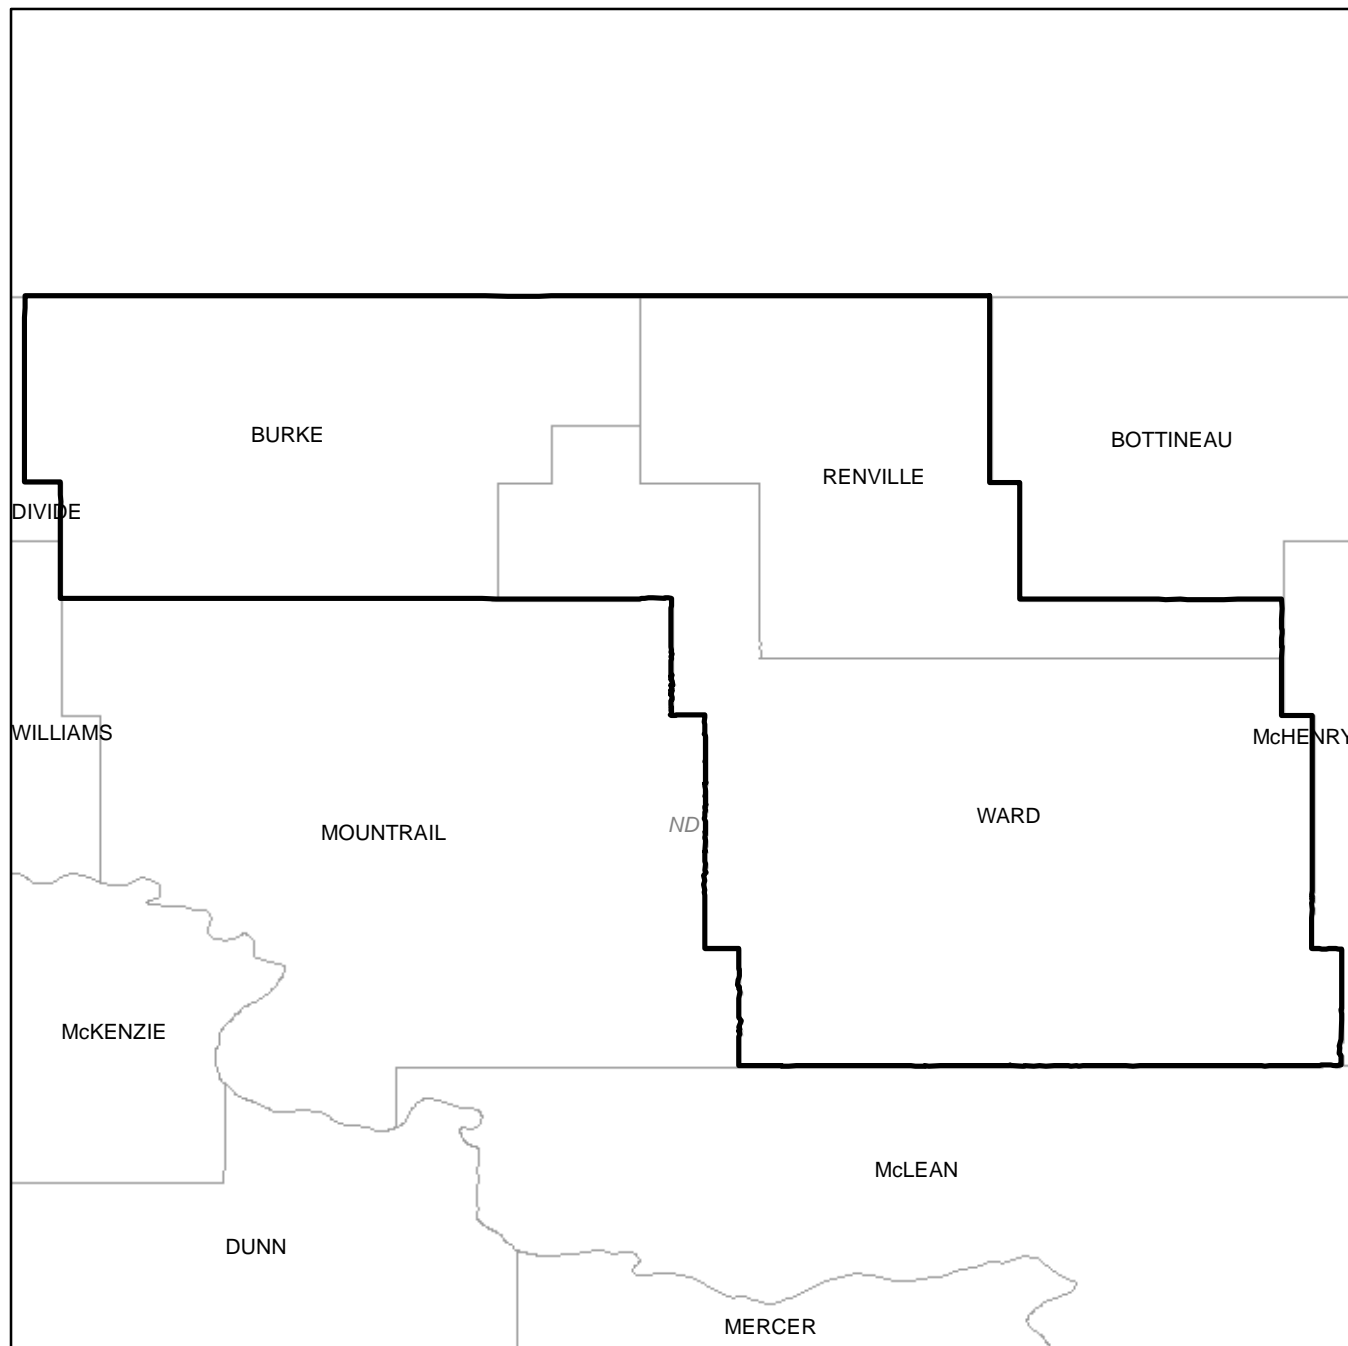 BURKE
BOTTINEAU
RENVILLE
DIVIDE
WILLIAMS
McHENRY
WARD
ND
MOUNTRAIL
McKENZIE
McLEAN
DUNN
MERCER